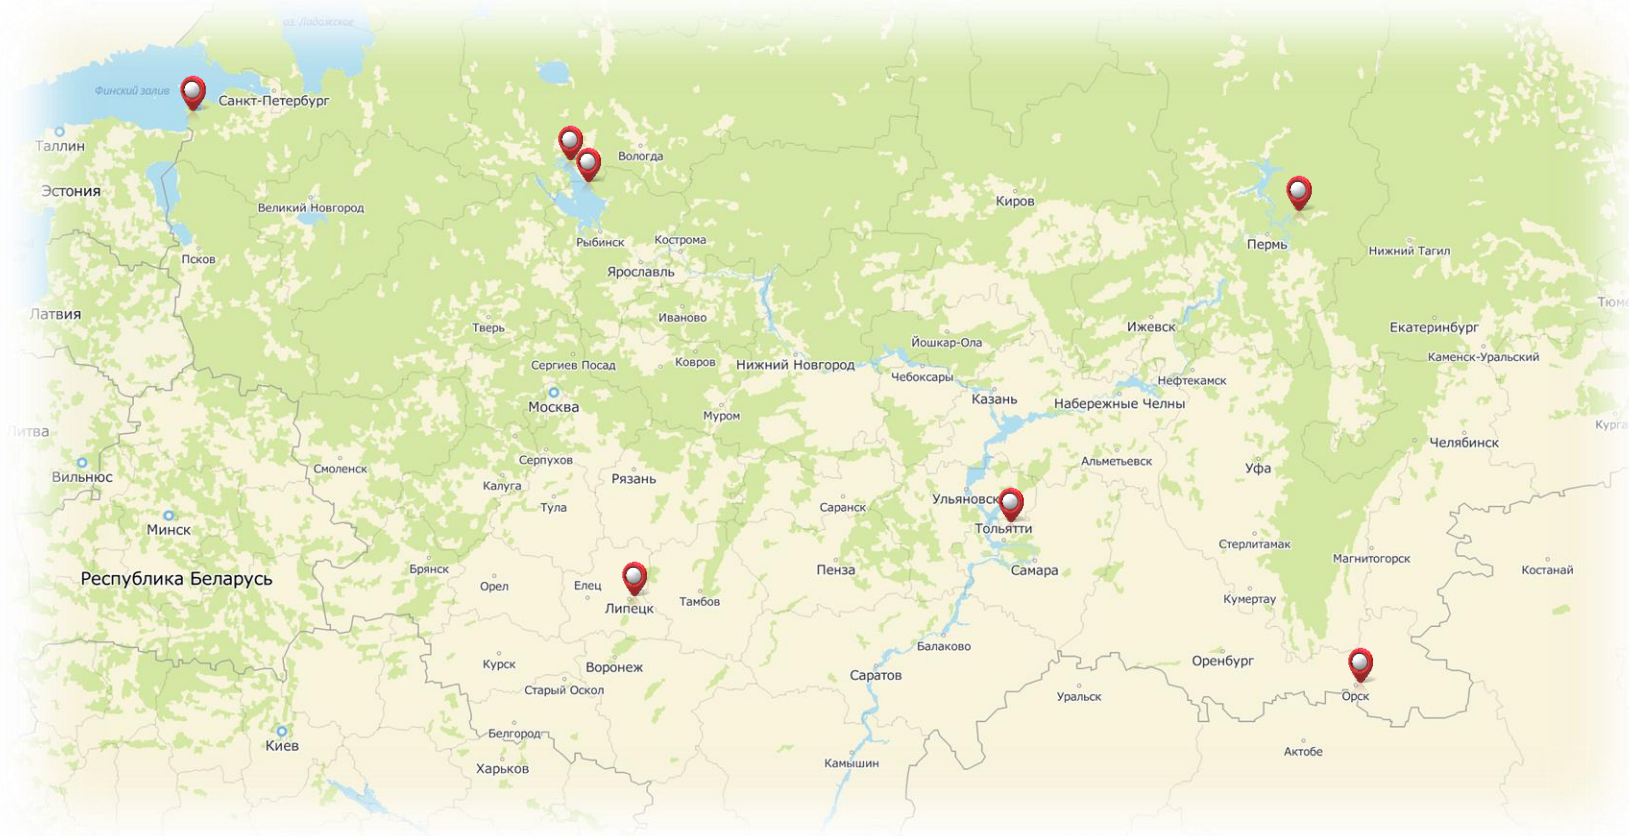 оз. Ладожское
Финский залив
Санкт-Петербург
Таллин
Вологда
Эстония
Киров
Великий Новгород
Рыбинск
Кострома
Пермь
Нижний Тагил
Псков
Ярославль
Латвия
Тверь
Иваново
Ижевск
Екатеринбург
Йошкар-Ола
Сергиев Посад
Ковров
Нижний Новгород
Каменск-Уральский
Чебоксары
Нефтекамск
Москва
Казань
Набережные Челны
Муром
Литва
Челябинск
Смоленск
Серпухов
Альметьевск
Уфа
Вильнюс
Рязань
Калуга
Ульяновск
Тула
Саранск
Минск
Тольятти
Стерлитамак
Магнитогорск
Брянск
Пенза
Самара
Костанай
Республика Беларусь
Орел
Елец
Липецк
Тамбов
Кумертау
Балаково
Курск
Воронеж
Оренбург
Саратов
Старый Оскол
Уральск
Орск
Белгород
Киев
Актобе
Харьков
Камышин